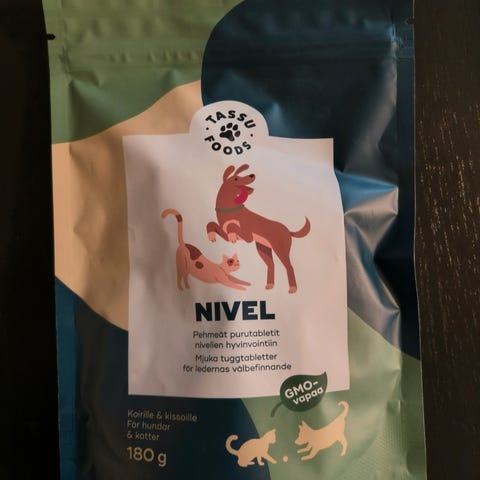 TASSU
FOODS
NIVEL
Pehmeät purutabletit
nivelien hyvinvointiin
Mjuka tuggtabletter
för ledernas välbefinnande
GMO-
vapaa
Koirille & kissoille
För hundar
& katter
180 g